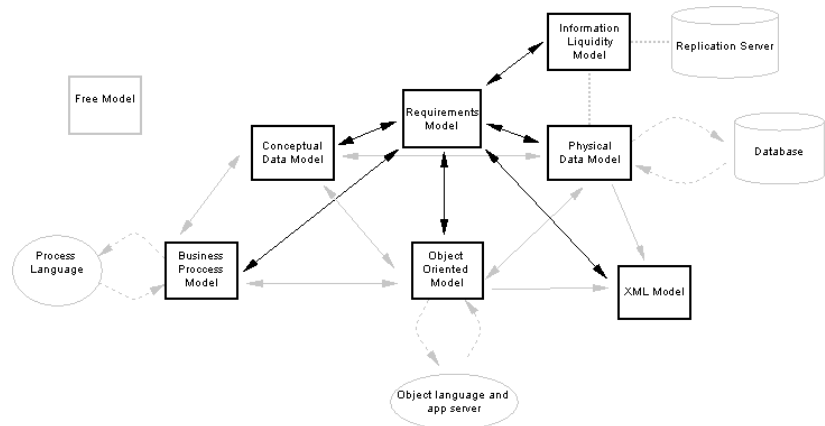 Information
Liquidity
Model
Replication Server
Free Model
Requirements
Model
Conceptual
Data Model
Physical
Data Model
Database
Process
Language
Business
Process
Model
Object
Oriented
Model
XML Model
Object language and
app server